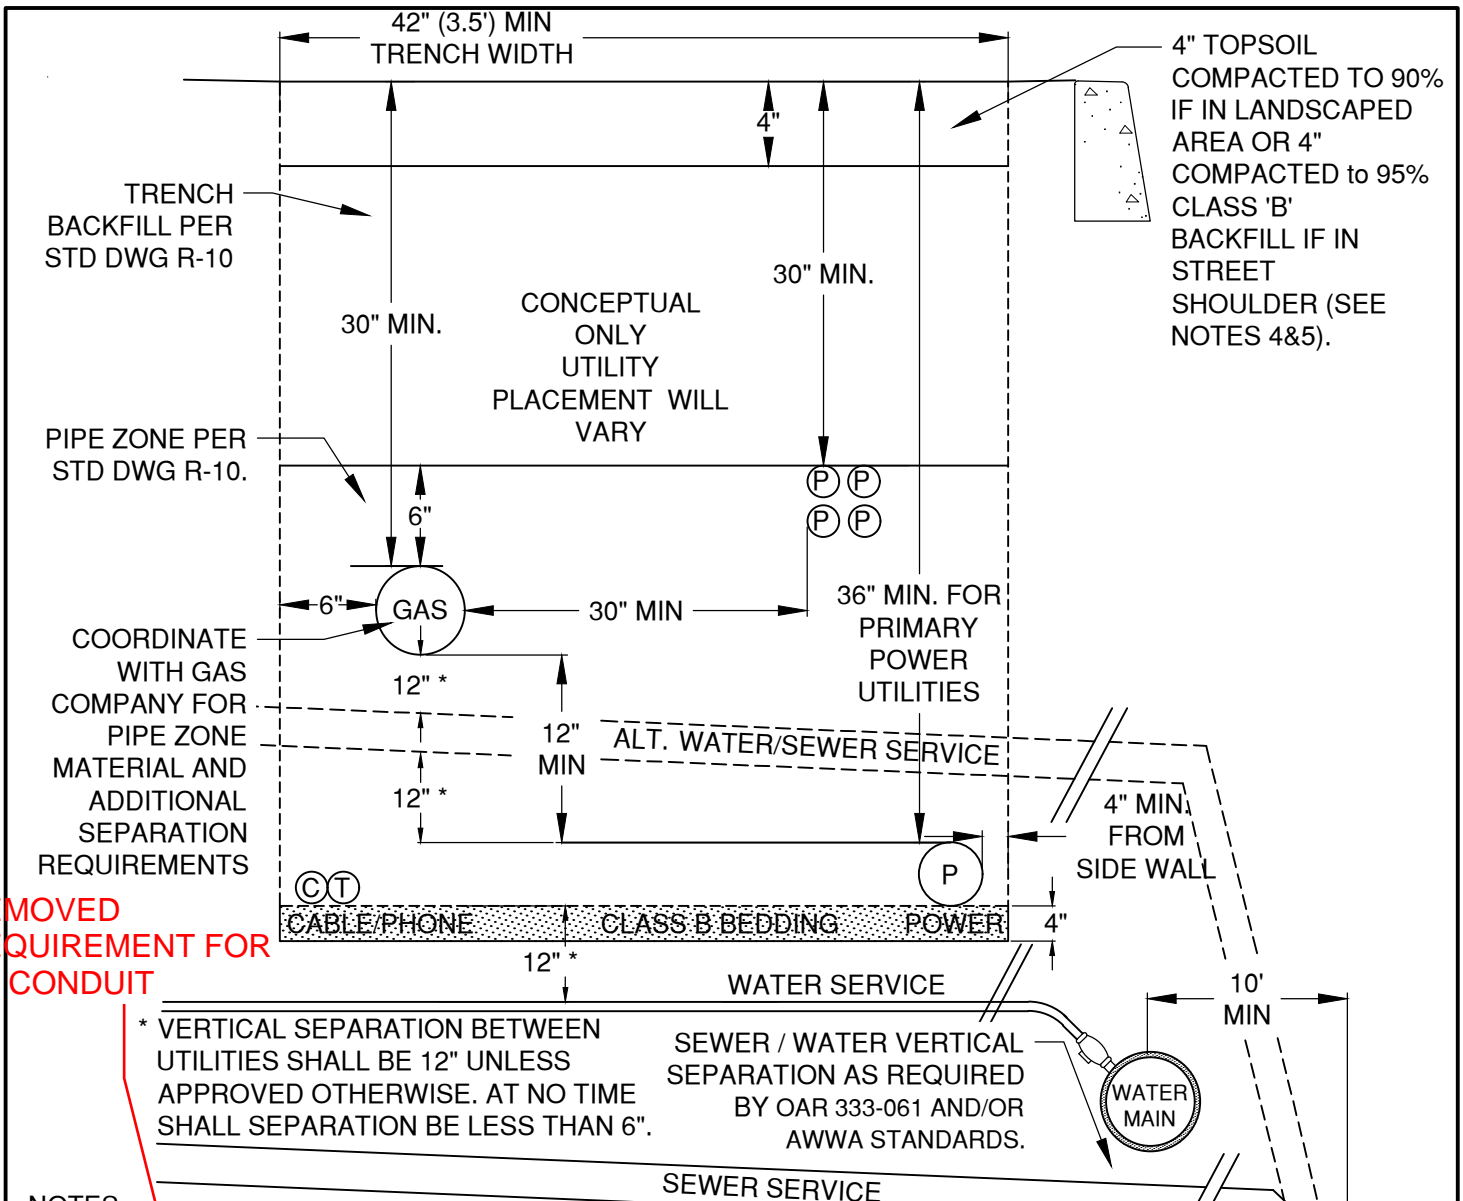 42" (3.5') MIN
TRENCH WIDTH
4" TOPSOIL
COMPACTED TO 90%
IF IN LANDSCAPED
AREA OR 4"
COMPACTED to 95%
CLASS 'B'
BACKFILL IF IN
STREET
SHOULDER (SEE
NOTES 4&5).
4"
TRENCH
BACKFILL PER
STD DWG R-10
30" MIN.
30" MIN.
CONCEPTUAL
ONLY
UTILITY
PLACEMENT WILL
VARY
PIPE ZONE PER
STD DWG R-10.
P P
P P
6"
6"
GAS
30" MIN
36" MIN. FOR
PRIMARY
POWER
UTILITIES
COORDINATE
WITH GAS
COMPANY FOR
PIPE ZONE
MATERIAL AND
ADDITIONAL
SEPARATION
REQUIREMENTS
12" *
12"
MIN
ALT. WATER/SEWER SERVICE
12" *
4" MIN.
FROM
SIDE WALL
C T
P
CABLE/PHONE CLASS B BEDDING POWER
4"
MOVED
QUIREMENT FOR
CONDUIT
12" *
WATER SERVICE
10'
MIN
* VERTICAL SEPARATION BETWEEN
UTILITIES SHALL BE 12" UNLESS
APPROVED OTHERWISE. AT NO TIME
SHALL SEPARATION BE LESS THAN 6".
SEWER / WATER VERTICAL
SEPARATION AS REQUIRED
BY OAR 333-061 AND/OR
AWWA STANDARDS.
WATER
MAIN
SEWER SERVICE
NOTES